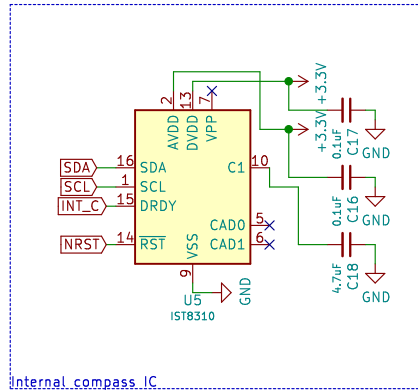 +3.3V
+3.3V
2
13
7
AVDD
DVDD
VPP
0.1uF
C17
GND
SDA
16
SDA
C1
10
SCL
1
SCL
0.1uF
C16
GND
INT_C
15
DRDY
CAD0
5
NRST
14
RST
CAD1
6
VSS
9
4.7uF
C18
GND
GND
U5
IST8310
Internal compass IC